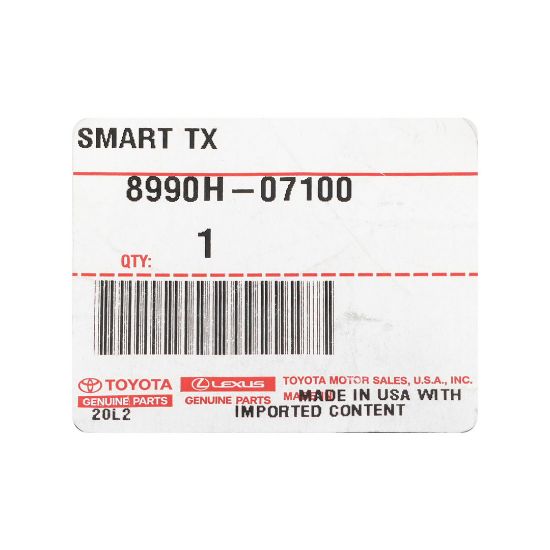 SMART TX
8990H-07100
QTY: 1
TOYOTA LEXUS TOYOTA MOTOR SALES, U.S.A., INC.
GENUINE PARTS GENUINE PARTS MADE IN USA WITH
20L2 IMPORTED CONTENT